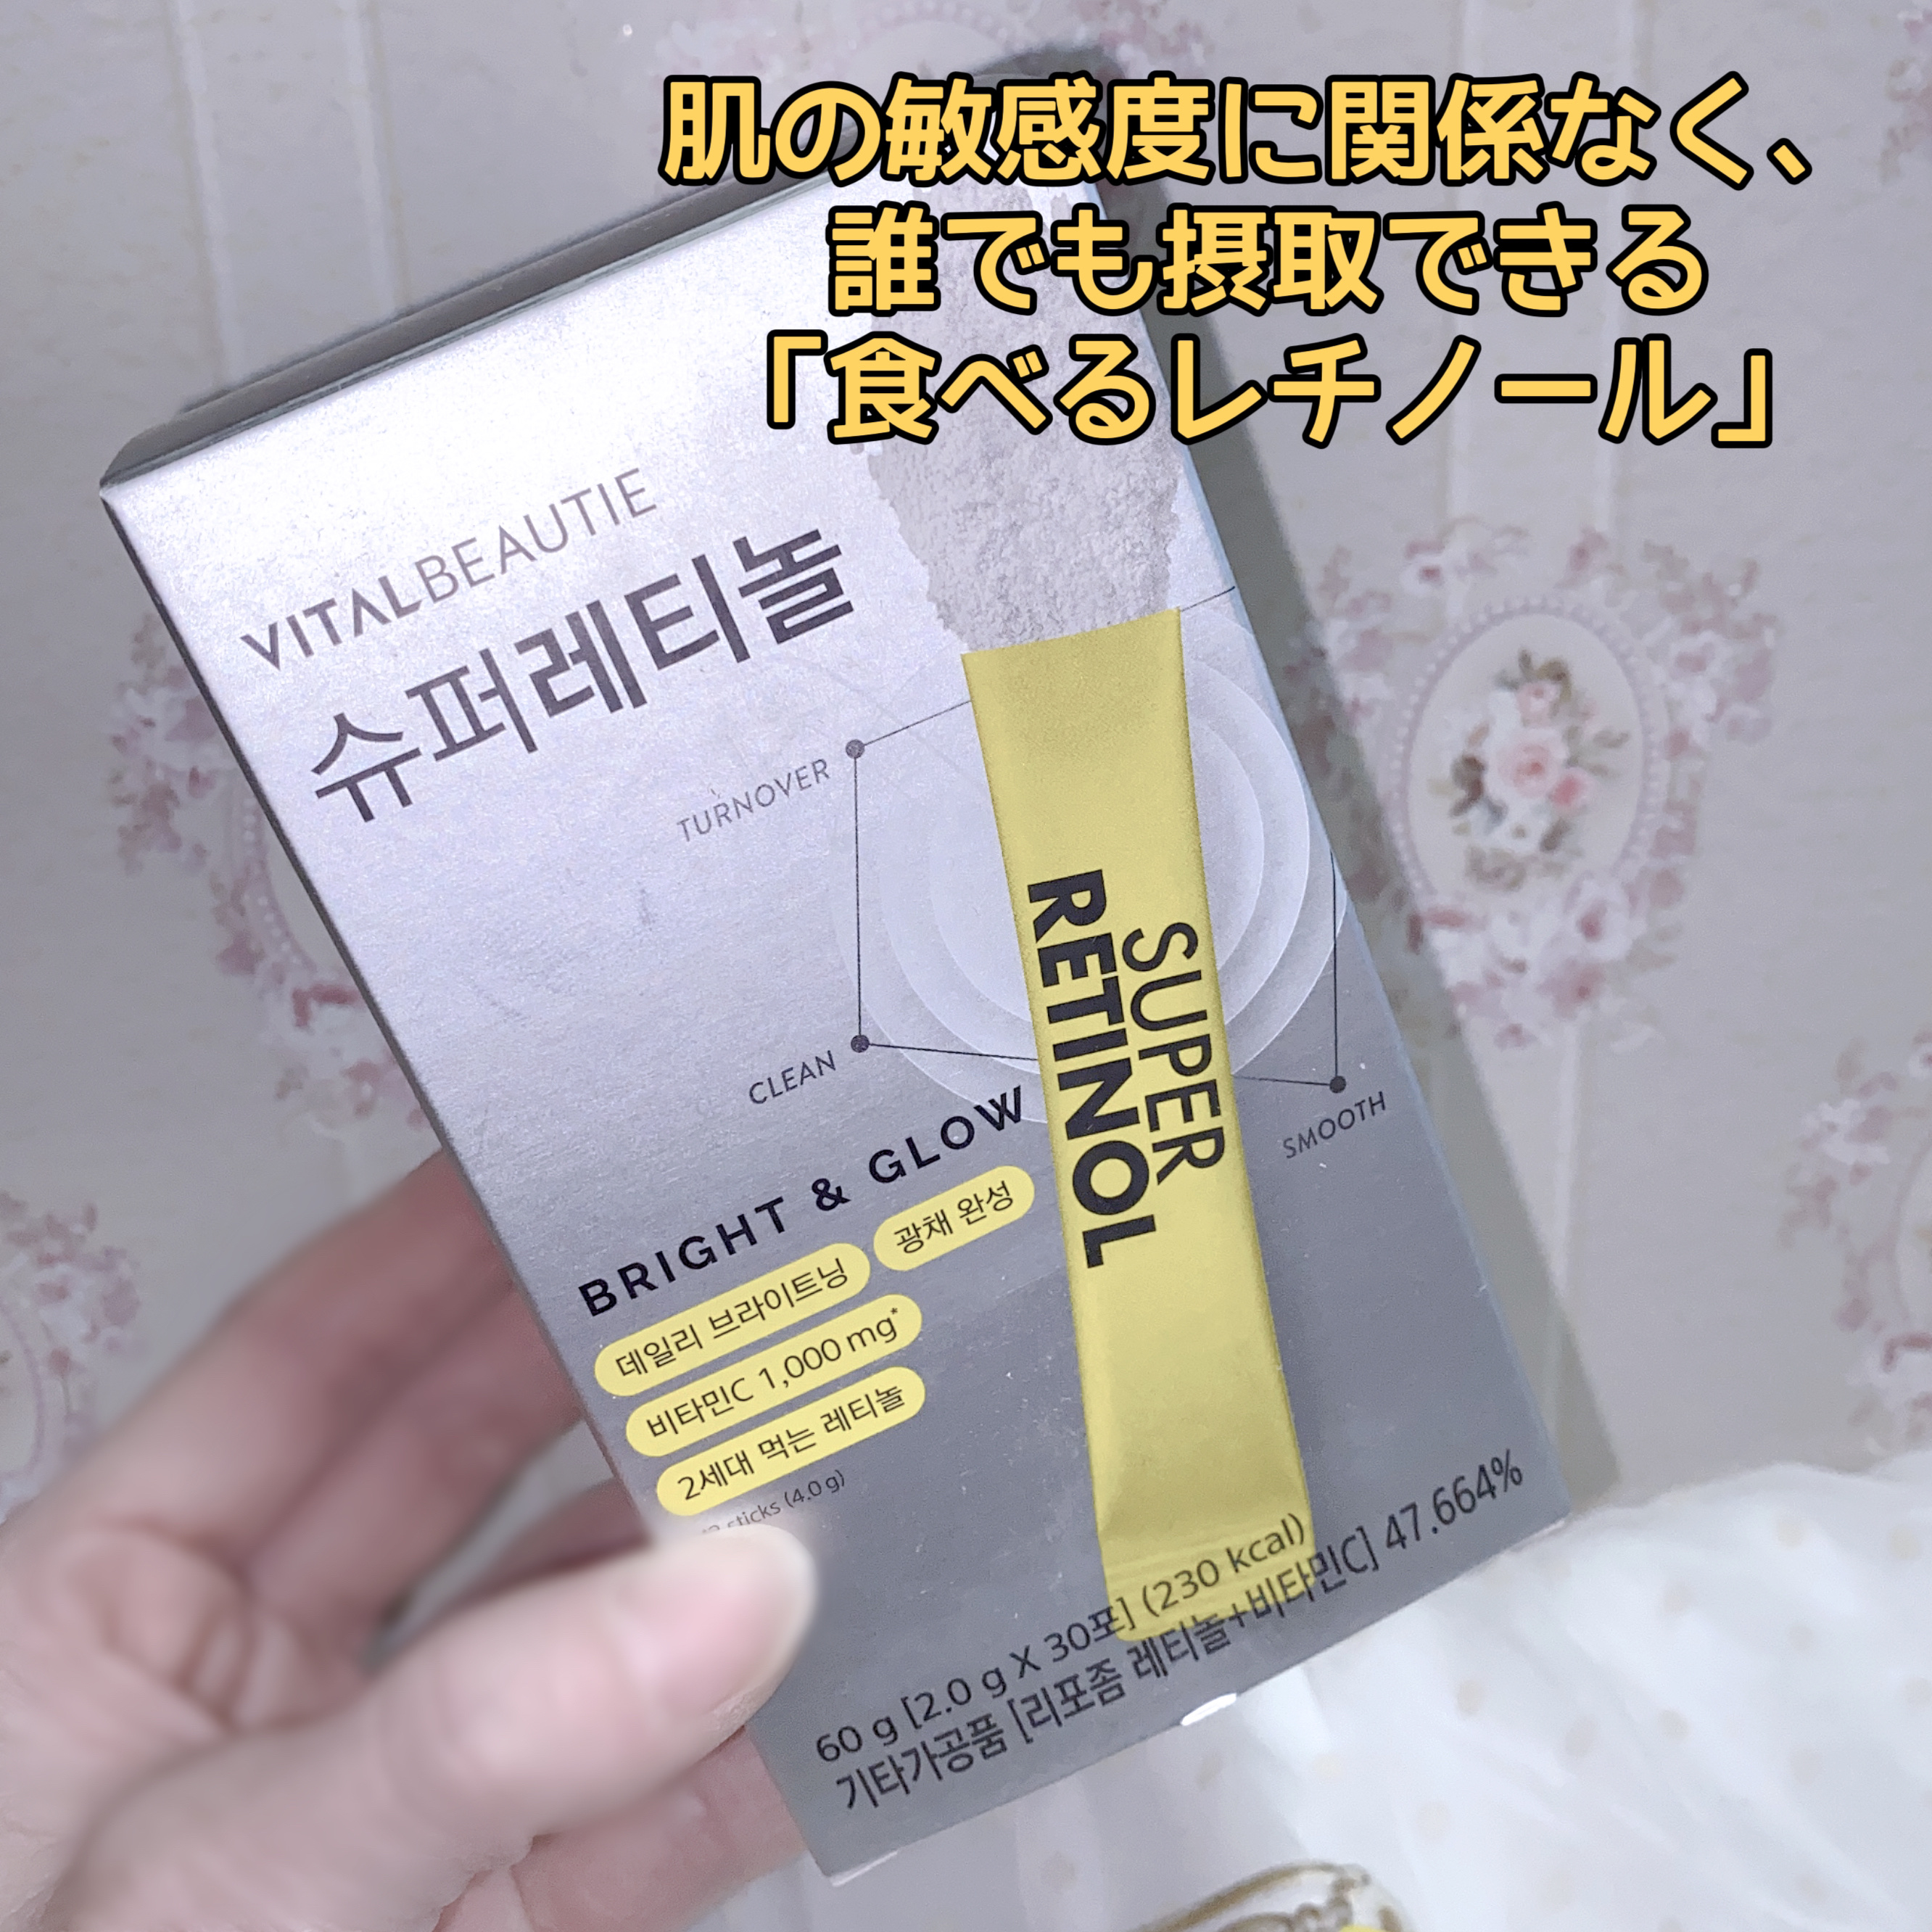 肌の敏感度に関係なく、
誰でも摂取できる
「食べるレチノール」
VITALBEAUTIE
슈퍼레티놀
TURNOVER
CLEAN
SMOOTH
SUPER
RETINOL
BRIGHT & GLOW
데일리 브라이트닝 광채 완성
비타민C 1,000 mg*
2세대 먹는 레티놀
sticks (4.0 g)
60 g [2.0 g X 30포] (230 kcal)
기타가공품 [리포좀 레티놀+비타민C] 47.664%